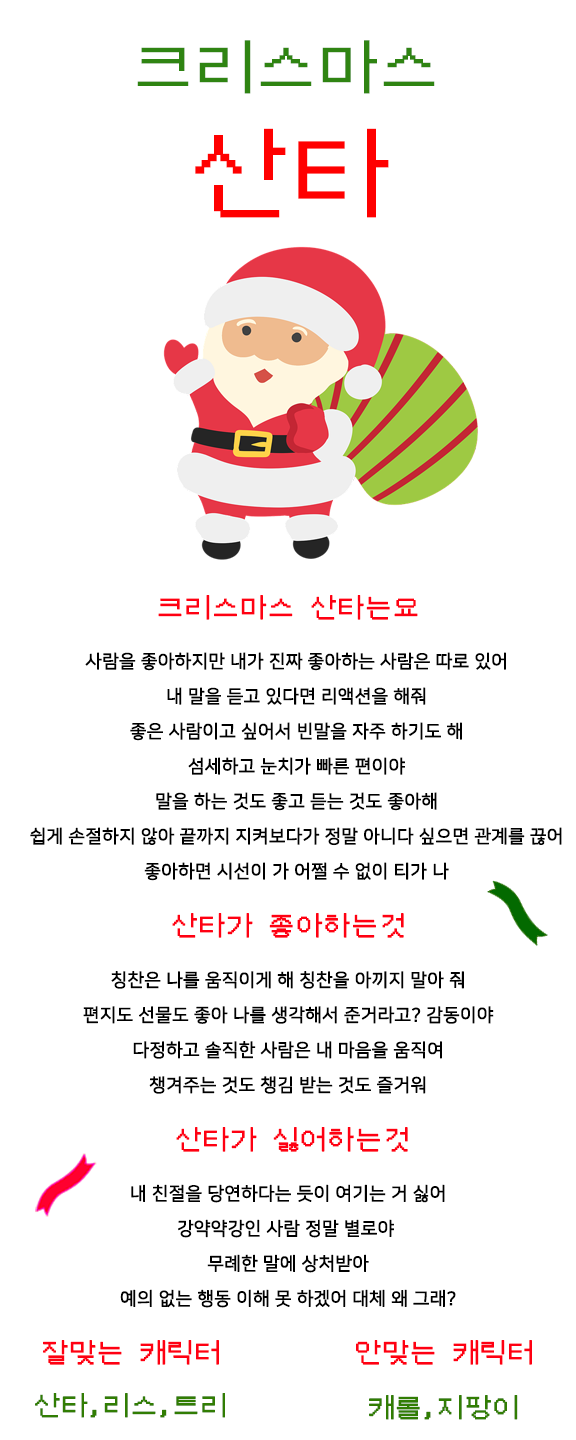 크리스마스
산타
크리스마스 산타는요
사람을 좋아하지만 내가 진짜 좋아하는 사람은 따로 있어
내 말을 듣고 있다면 리액션을 해줘
좋은 사람이고 싶어서 빈말을 자주 하기도 해
섬세하고 눈치가 빠른 편이야
말을 하는 것도 좋고 듣는 것도 좋아해
쉽게 손절하지 않아 끝까지 지켜보다가 정말 아니다 싶으면 관계를 끊어
좋아하면 시선이 가 어쩔 수 없이 티가 나
산타가 좋아하는것
칭찬은 나를 움직이게 해 칭찬을 아끼지 말아 줘
편지도 선물도 좋아 나를 생각해서 준거라고? 감동이야
다정하고 솔직한 사람은 내 마음을 움직여
챙겨주는 것도 챙김 받는 것도 즐거워
산타가 싫어하는것
내 친절을 당연하다는 듯이 여기는 거 싫어
강약약강인 사람 정말 별로야
무례한 말에 상처받아
예의 없는 행동 이해 못 하겠어 대체 왜 그래?
잘맞는 캐릭터
산타,리스,트리
안맞는 캐릭터
캐롤,지팡이